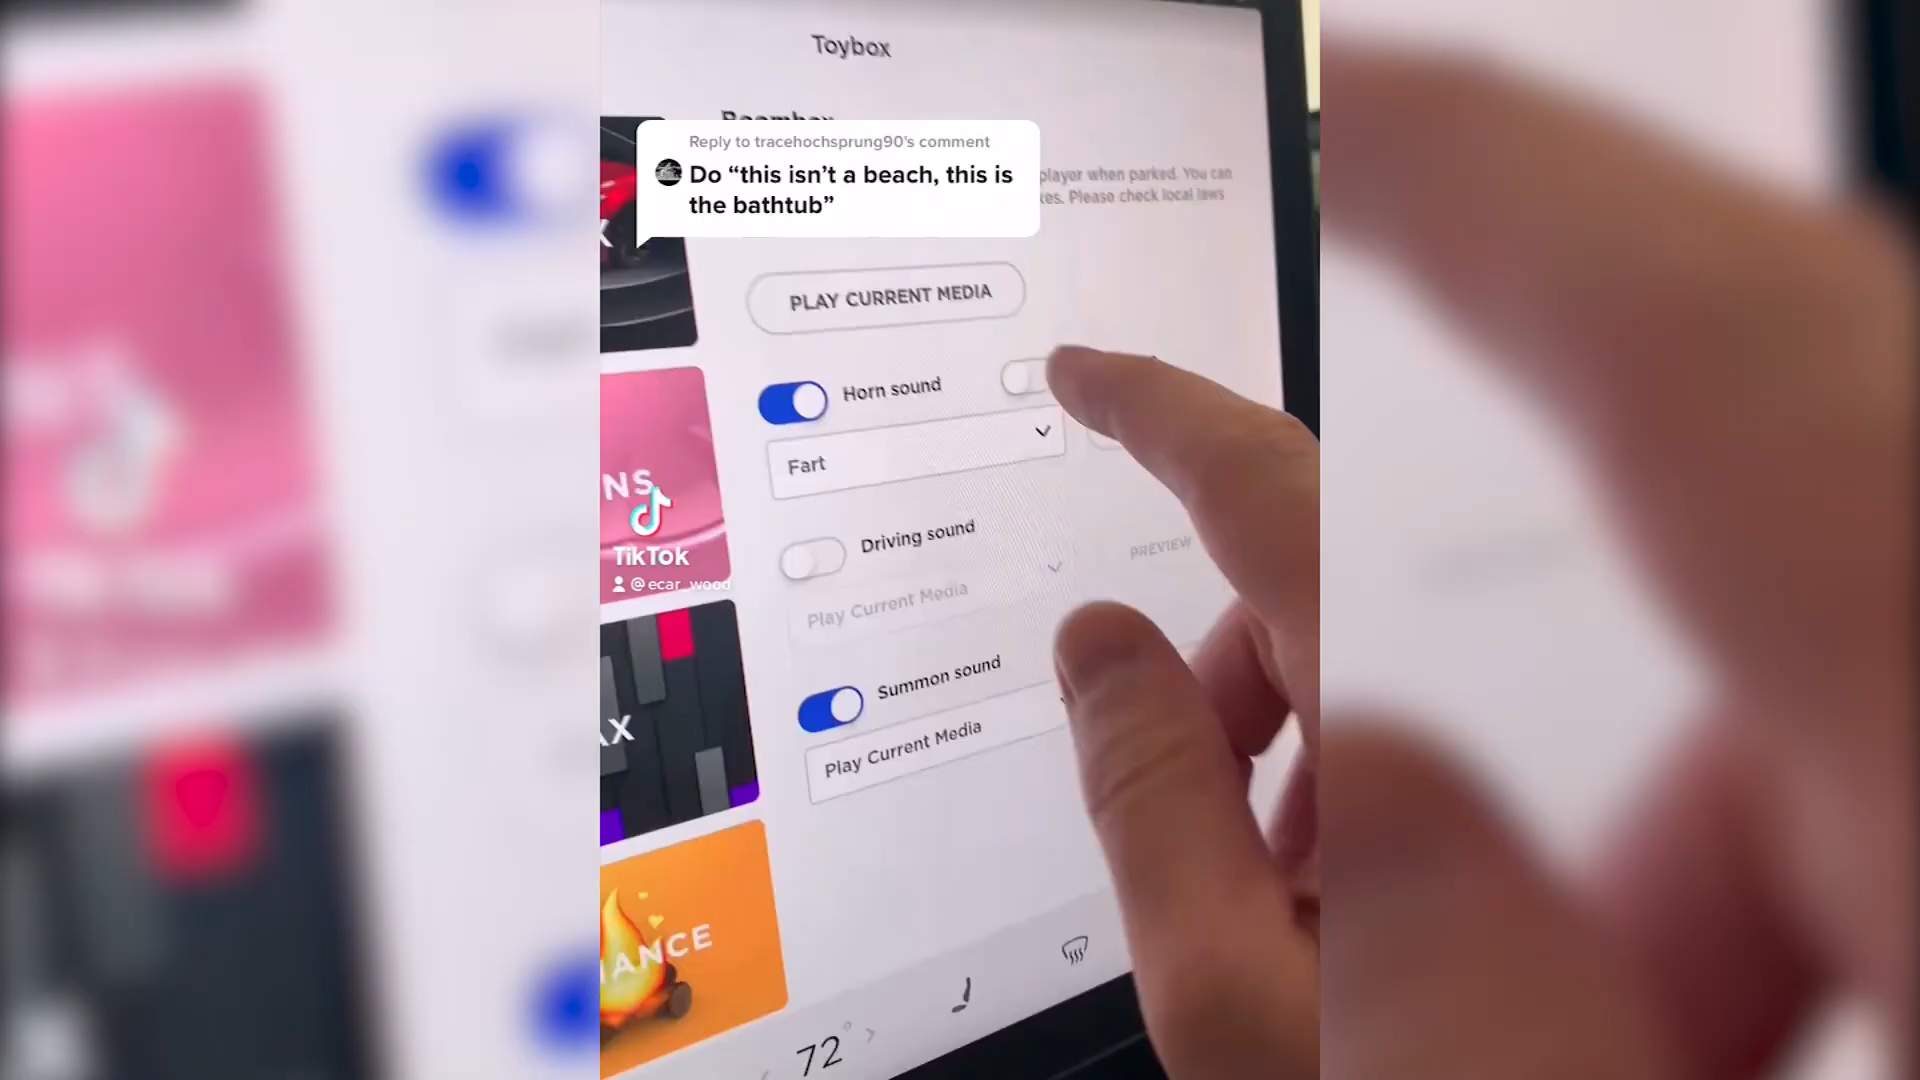 Toybox
Boombox
Reply to tracehochsprung90's comment
Do “this isn’t a beach, this is
the bathtub”
player when parked. You can
Please check local laws
PLAY CURRENT MEDIA
Horn sound
Fart
Driving sound
PREVIEW
Play Current Media
Summon sound
Play Current Media
TikTok
@ecar_wood
72°